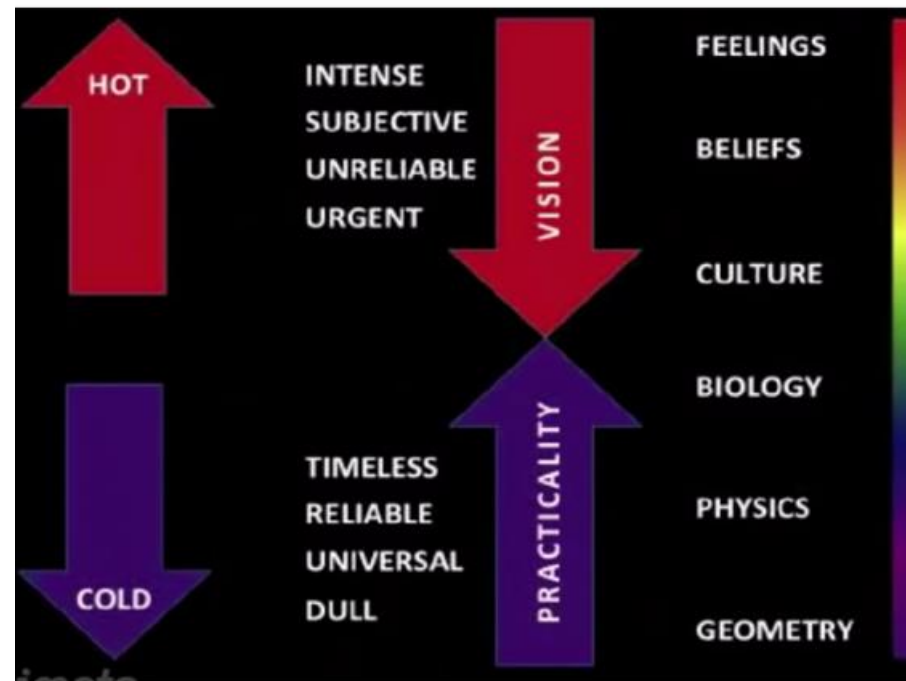 HOT
INTENSE
SUBJECTIVE
UNRELIABLE
URGENT
VISION
FEELINGS
BELIEFS
CULTURE
BIOLOGY
PHYSICS
GEOMETRY
PRACTICALITY
TIMELESS
RELIABLE
UNIVERSAL
DULL
COLD